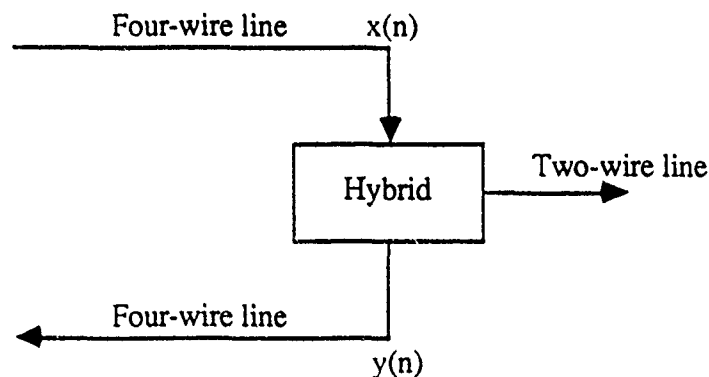 Four-wire line x(n)
Two-wire line
Hybrid
Four-wire line
y(n)